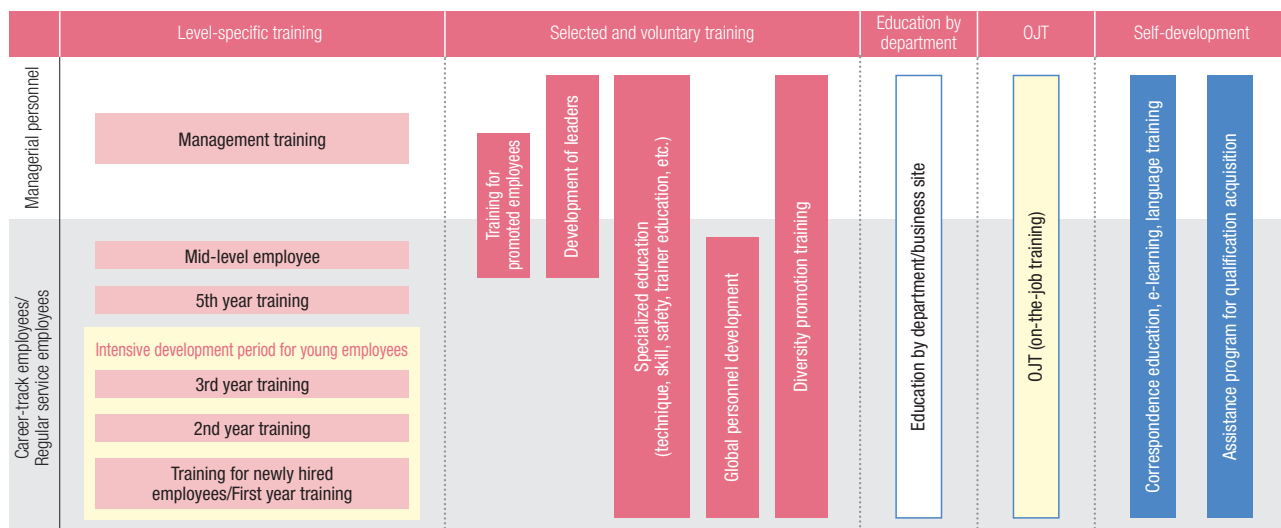 Level-specific training
Selected and voluntary training
Education by
department
OJT
Self-development
Managerial personnel
Management training
Career-track employees/
Regular service employees
Mid-level employee
5th year training
Intensive development period for young employees
3rd year training
2nd year training
Training for newly hired
employees/First year training
Training for
promoted employees
Development of leaders
Specialized education
(technique, skill, safety, trainer education, etc.)
Global personnel development
Diversity promotion training
Education by department/business site
OJT (on-the-job training)
Correspondence education, e-learning, language training
Assistance program for qualification acquisition